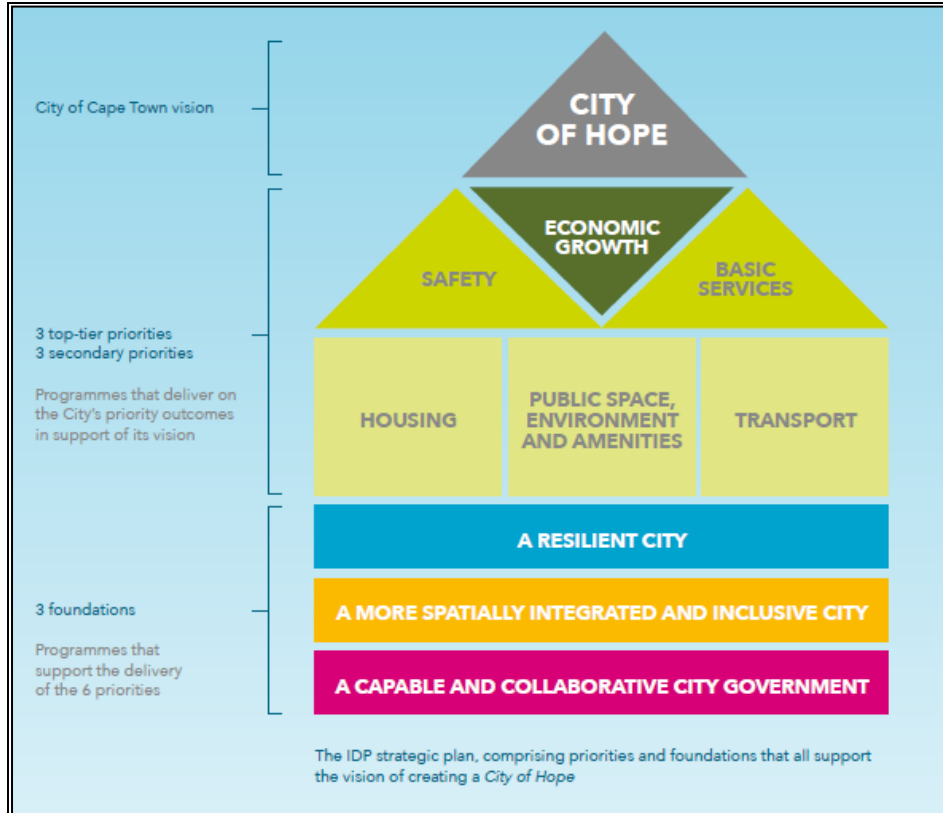 City of Cape Town vision
CITY
OF HOPE
ECONOMIC
GROWTH
SAFETY
BASIC
SERVICES
3 top-tier priorities
3 secondary priorities
Programmes that deliver on
the City's priority outcomes
in support of its vision
HOUSING
PUBLIC SPACE,
ENVIRONMENT
AND AMENITIES
TRANSPORT
A RESILIENT CITY
3 foundations
A MORE SPATIALLY INTEGRATED AND INCLUSIVE CITY
Programmes that
support the delivery
of the 6 priorities
A CAPABLE AND COLLABORATIVE CITY GOVERNMENT
The IDP strategic plan, comprising priorities and foundations that all support
the vision of creating a City of Hope